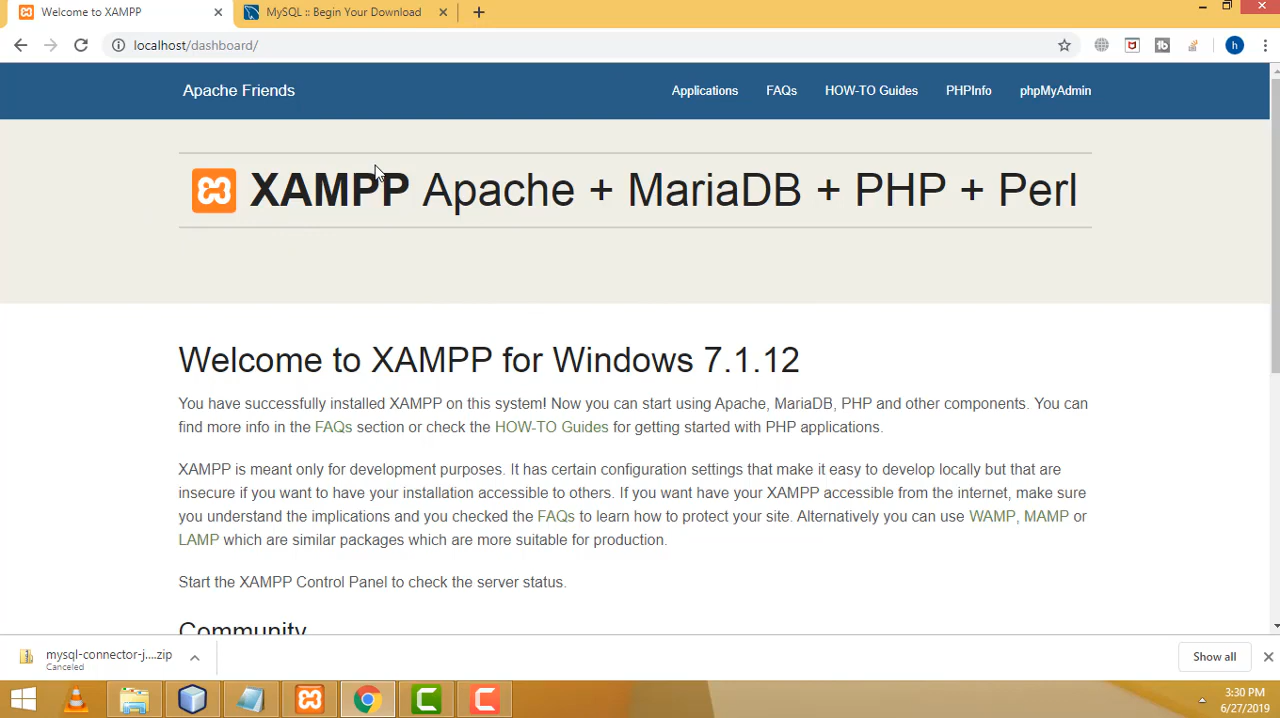 Welcome to XAMPP
MySQL :: Begin Your Download
localhost/dashboard/
h
Apache Friends
Applications
FAQs
HOW-TO Guides
PHPInfo
phpMyAdmin
XAMPP Apache + MariaDB + PHP + Perl
Welcome to XAMPP for Windows 7.1.12
You have successfully installed XAMPP on this system! Now you can start using Apache, MariaDB, PHP and other components. You can
find more info in the FAQs section or check the HOW-TO Guides for getting started with PHP applications.
XAMPP is meant only for development purposes. It has certain configuration settings that make it easy to develop locally but that are
insecure if you want to have your installation accessible to others. If you want have your XAMPP accessible from the internet, make sure
you understand the implications and you checked the FAQs to learn how to protect your site. Alternatively you can use WAMP, MAMP or
LAMP which are similar packages which are more suitable for production.
Start the XAMPP Control Panel to check the server status.
Community
mysql-connector-j....zip
Canceled
Show all
3:30 PM
6/27/2019